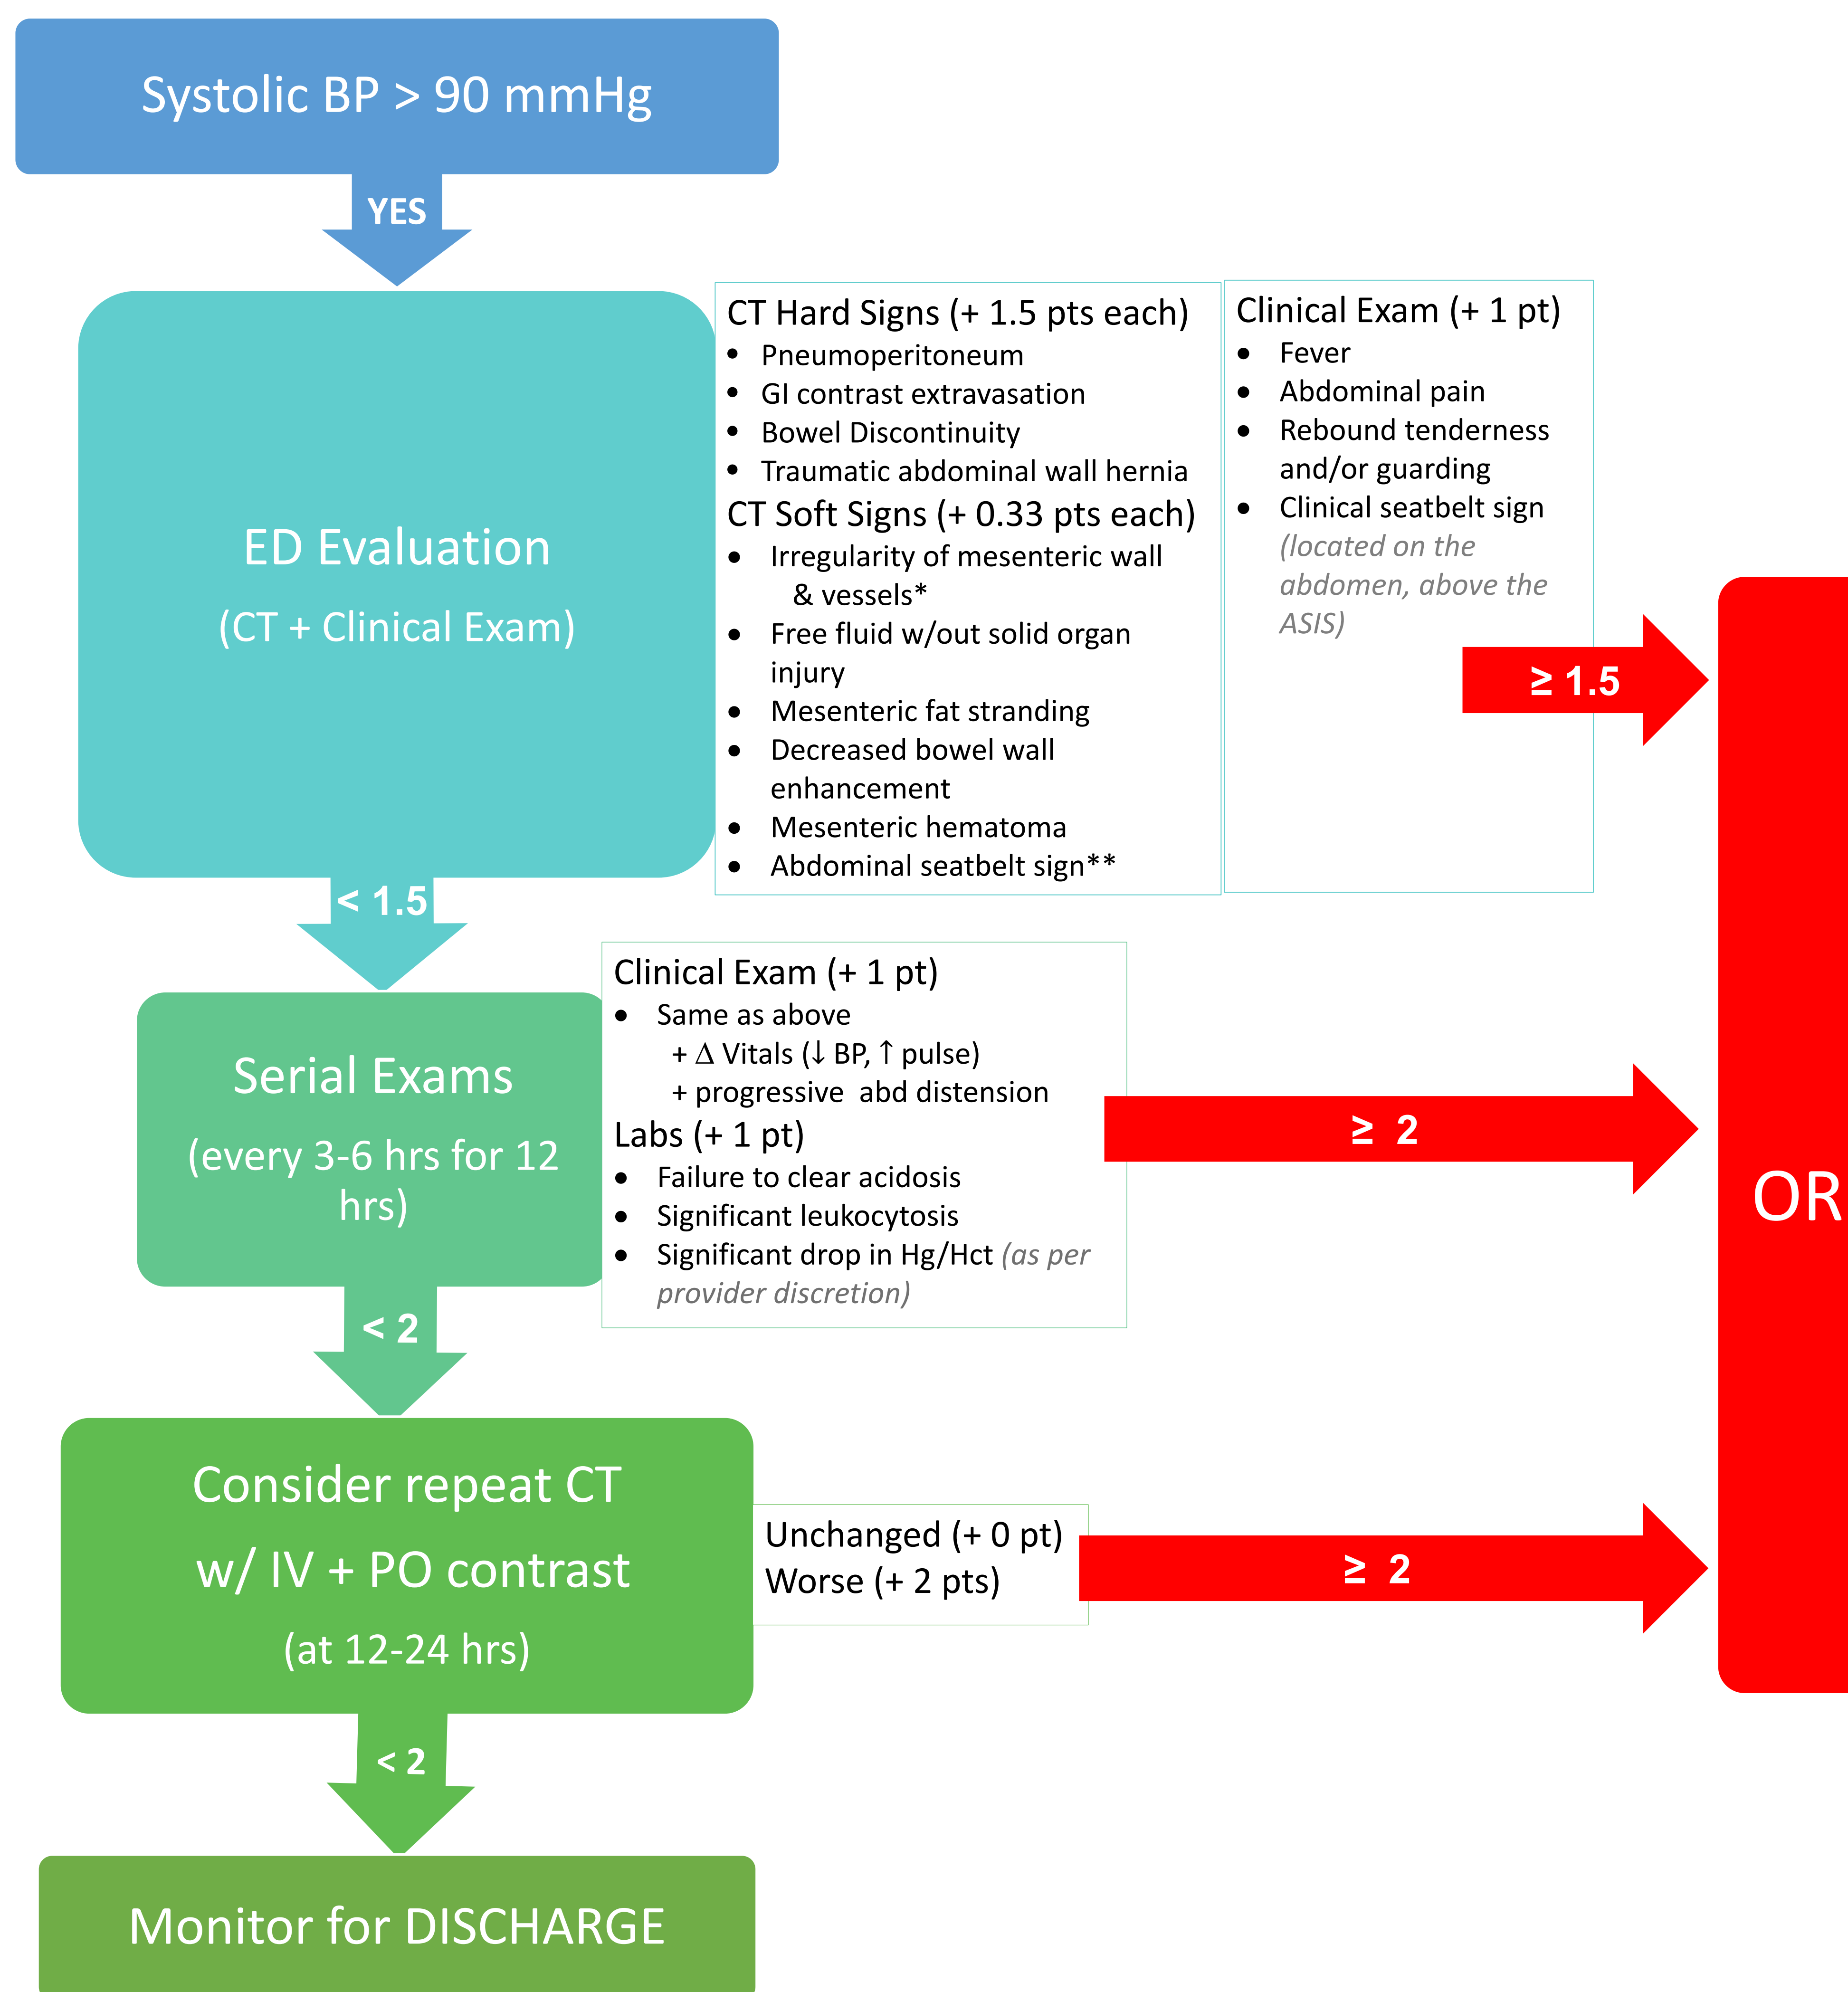 Systolic BP > 90 mmHg
YES
ED Evaluation
(CT + Clinical Exam)
CT Hard Signs (+ 1.5 pts each)
• Pneumoperitoneum
• GI contrast extravasation
• Bowel Discontinuity
• Traumatic abdominal wall hernia
CT Soft Signs (+ 0.33 pts each)
• Irregularity of mesenteric wall
& vessels*
• Free fluid w/out solid organ
injury
• Mesenteric fat stranding
• Decreased bowel wall
enhancement
• Mesenteric hematoma
• Abdominal seatbelt sign**
Clinical Exam (+ 1 pt)
• Fever
• Abdominal pain
• Rebound tenderness
and/or guarding
• Clinical seatbelt sign
(located on the
abdomen, above the
ASIS)
≥ 1.5
< 1.5
Serial Exams
(every 3-6 hrs for 12
hrs)
Clinical Exam (+ 1 pt)
• Same as above
+ Δ Vitals (↓ BP, ↑ pulse)
+ progressive abd distension
Labs (+ 1 pt)
• Failure to clear acidosis
• Significant leukocytosis
• Significant drop in Hg/Hct (as per
provider discretion)
≥ 2
OR
< 2
Consider repeat CT
w/ IV + PO contrast
(at 12-24 hrs)
Unchanged (+ 0 pt)
Worse (+ 2 pts)
≥ 2
< 2
Monitor for DISCHARGE